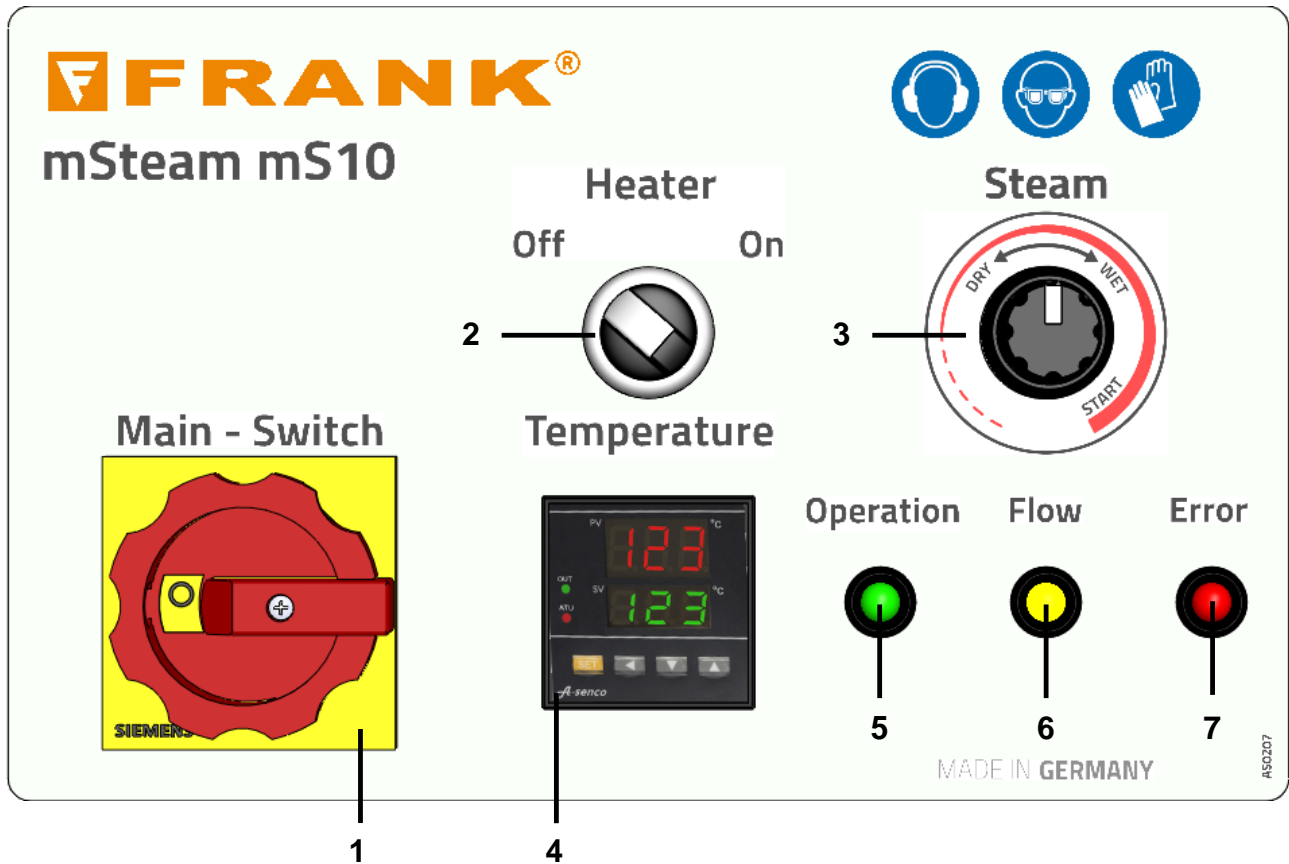 FRANK®
mSteam mS10
Heater
Off
On
2
Steam
DRY
WET
START
3
Main - Switch
SIEMENS
1
Temperature
PV
°C
123
OUT
SV
°C
123
ATU
SET
A-senco
4
Operation
Flow
Error
5
6
7
MADE IN GERMANY
AS0207